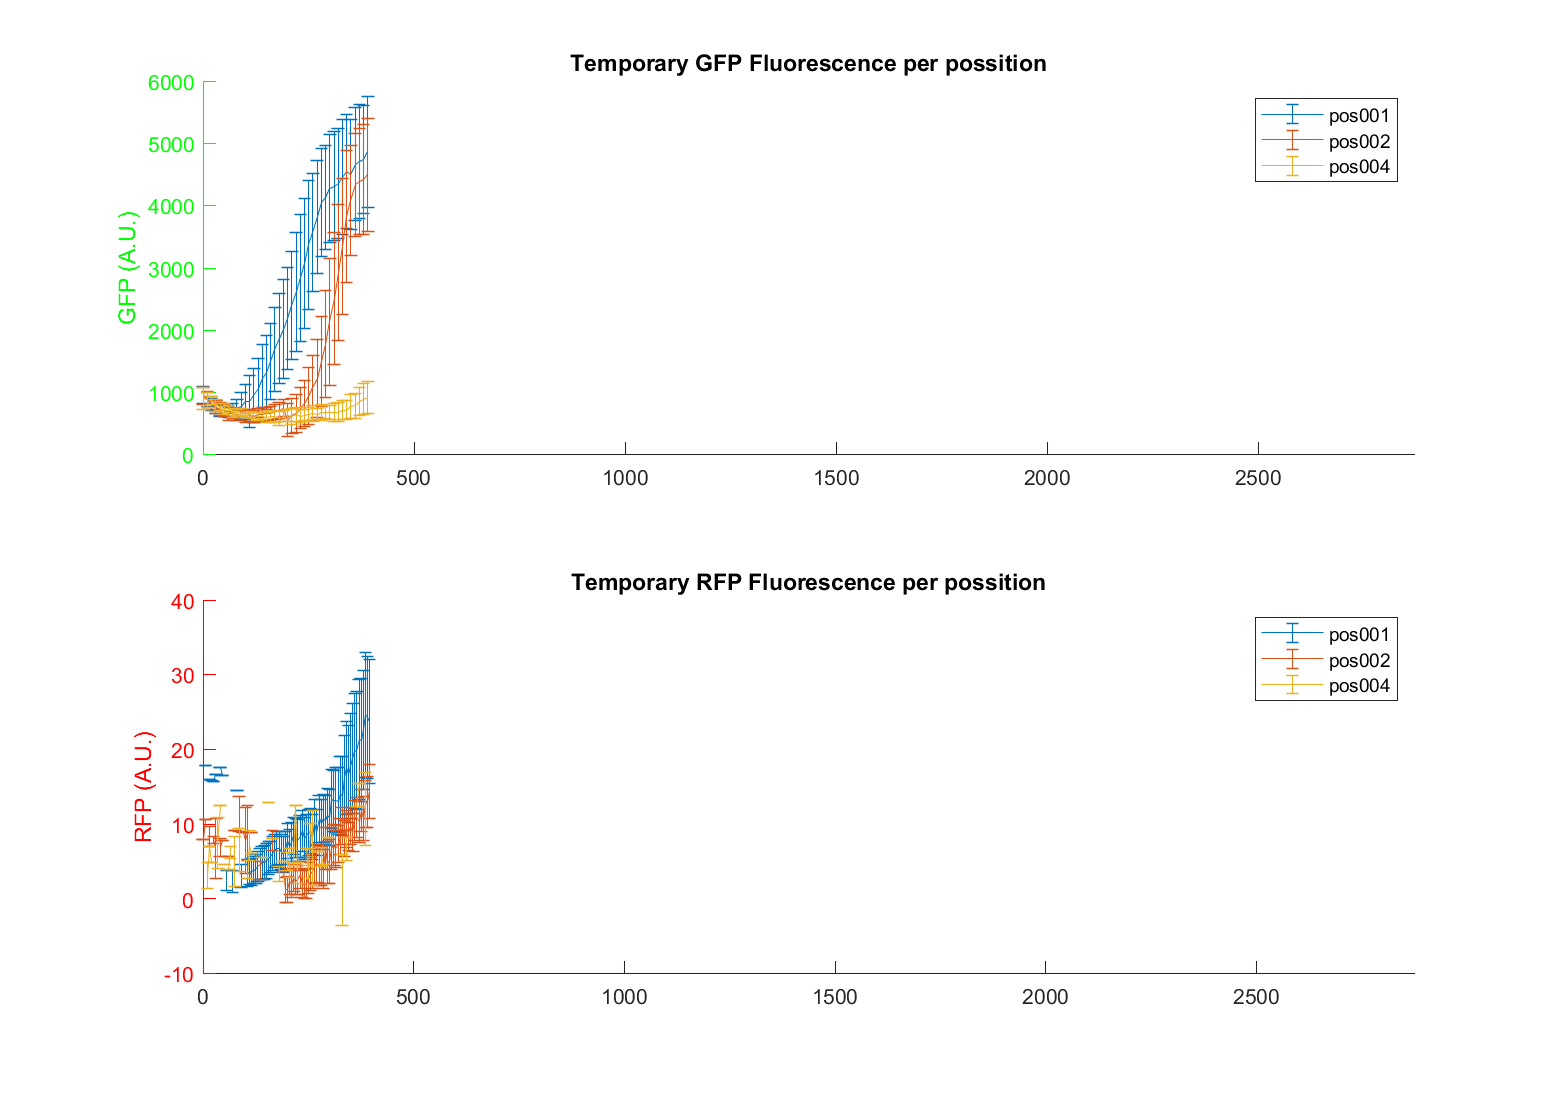 Temporary GFP Fluorescence per possition
6000
5000
4000
3000
2000
1000
0
GFP (A.U.)
pos001
pos002
pos004
0 500 1000 1500 2000 2500
Temporary RFP Fluorescence per possition
40
30
20
10
0
-10
RFP (A.U.)
pos001
pos002
pos004
0 500 1000 1500 2000 2500